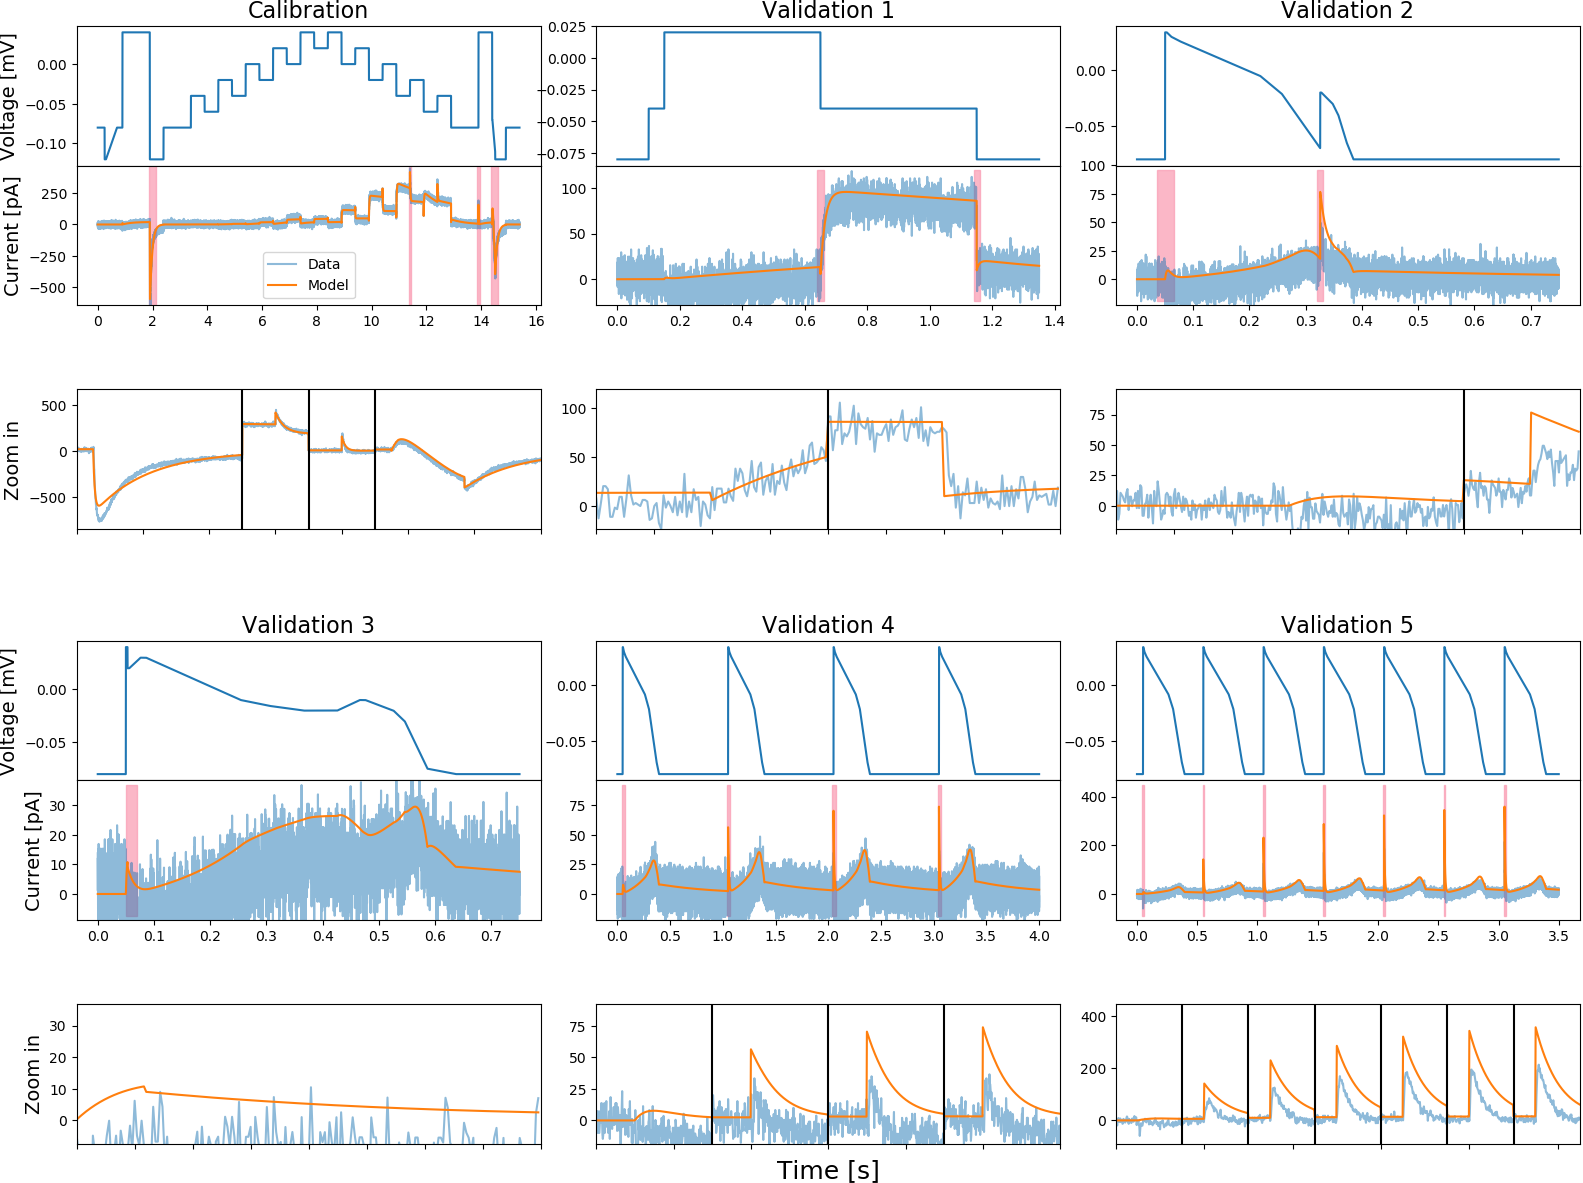 Calibration
Validation 1
Validation 2
Voltage [mV]
0.00
−0.05
−0.10
0.025
0.000
−0.025
−0.050
−0.075
0.00
−0.05
Current [pA]
250
0
−250
−500
Data
Model
100
50
0
100
75
50
25
0
0 2 4 6 8 10 12 14 16
0.0 0.2 0.4 0.6 0.8 1.0 1.2 1.4
0.0 0.1 0.2 0.3 0.4 0.5 0.6 0.7
Zoom in
500
0
−500
100
50
0
75
50
25
0
Validation 3
Validation 4
Validation 5
Voltage [mV]
0.00
−0.05
0.00
−0.05
0.00
−0.05
Current [pA]
30
20
10
0
75
50
25
0
400
200
0
0.0 0.1 0.2 0.3 0.4 0.5 0.6 0.7
0.0 0.5 1.0 1.5 2.0 2.5 3.0 3.5 4.0
0.0 0.5 1.0 1.5 2.0 2.5 3.0 3.5
Zoom in
30
20
10
0
75
50
25
0
400
200
0
Time [s]